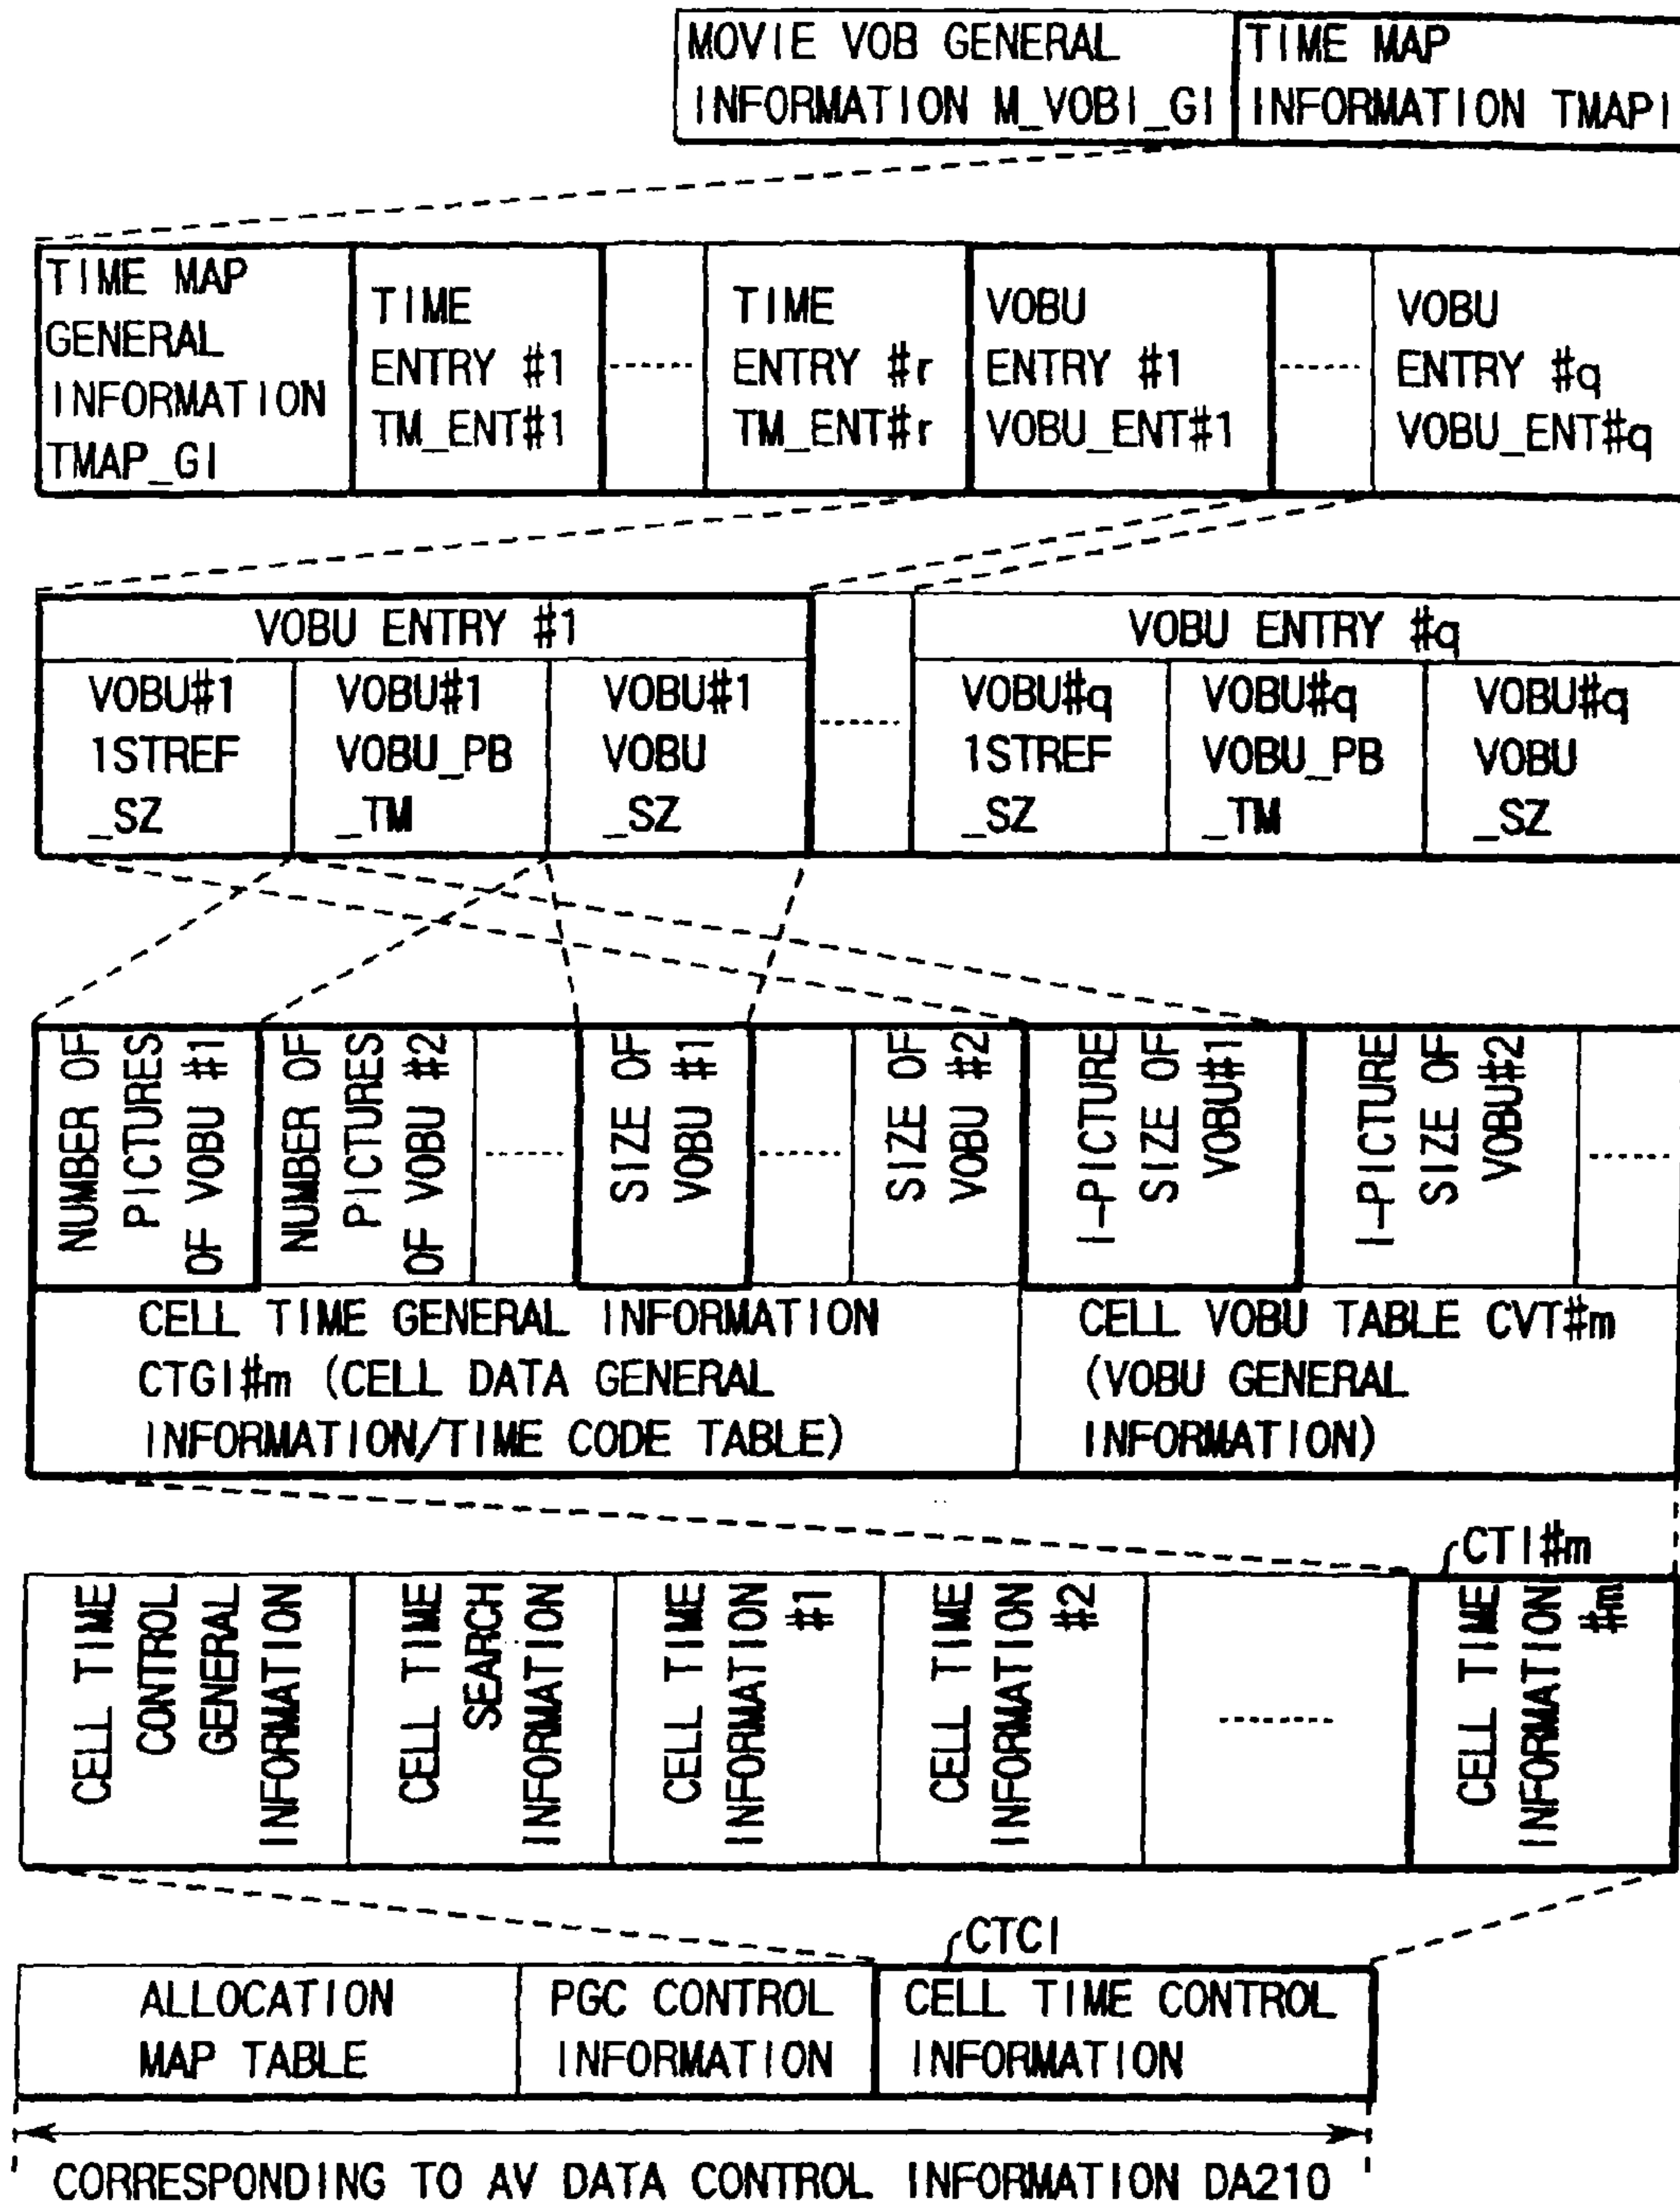 MOVIE VOB GENERAL
INFORMATION M_VOBI_GI
TIME MAP
INFORMATION TMAPI
TIME MAP
GENERAL
INFORMATION
TMAP_GI
TIME
ENTRY #1
TM_ENT#1
TIME
ENTRY #r
TM_ENT#r
VOBU
ENTRY #1
VOBU_ENT#1
VOBU
ENTRY #q
VOBU_ENT#q
VOBU ENTRY #1
VOBU ENTRY #q
VOBU#1
1STREF
_SZ
VOBU#1
VOBU_PB
_TM
VOBU#1
VOBU
_SZ
VOBU#q
1STREF
_SZ
VOBU#q
VOBU_PB
_TM
VOBU#q
VOBU
_SZ
NUMBER OF
PICTURES
OF VOBU #1
NUMBER OF
PICTURES
OF VOBU #2
SIZE OF
VOBU #1
SIZE OF
VOBU #2
I-PICTURE
SIZE OF
VOBU#1
I-PICTURE
SIZE OF
VOBU#2
CELL TIME GENERAL INFORMATION
CTGI#m (CELL DATA GENERAL
INFORMATION/TIME CODE TABLE)
CELL VOBU TABLE CVT#m
(VOBU GENERAL
INFORMATION)
CTI#m
CELL TIME
CONTROL
GENERAL
INFORMATION
CELL TIME
SEARCH
INFORMATION
CELL TIME
INFORMATION
#1
CELL TIME
INFORMATION
#2
CELL TIME
INFORMATION
#m
CTCI
ALLOCATION
MAP TABLE
PGC CONTROL
INFORMATION
CELL TIME CONTROL
INFORMATION
CORRESPONDING TO AV DATA CONTROL INFORMATION DA210